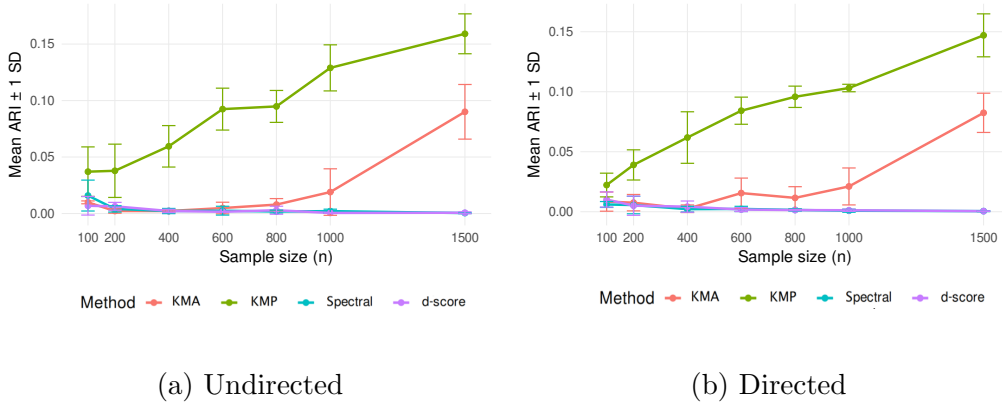 Mean ARI ± 1 SD
0.15
0.10
0.05
0.00
100 200 400 600 800 1000 1500
Sample size (n)
Method KMA KMP Spectral d-score
(a) Undirected
Mean ARI ± 1 SD
0.15
0.10
0.05
0.00
100 200 400 600 800 1000 1500
Sample size (n)
Method KMA KMP Spectral d-score
(b) Directed